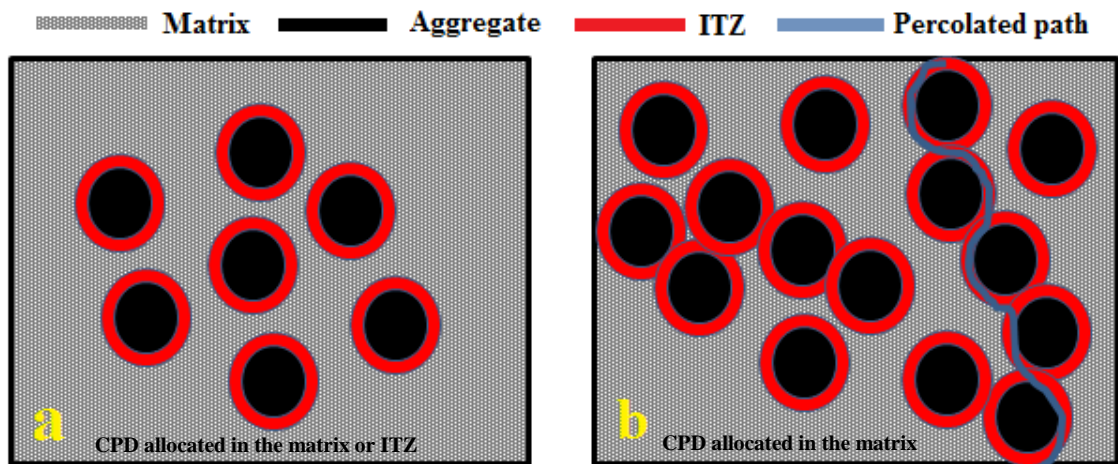 Matrix Aggregate ITZ Percolated path
a CPD allocated in the matrix or ITZ
b CPD allocated in the matrix